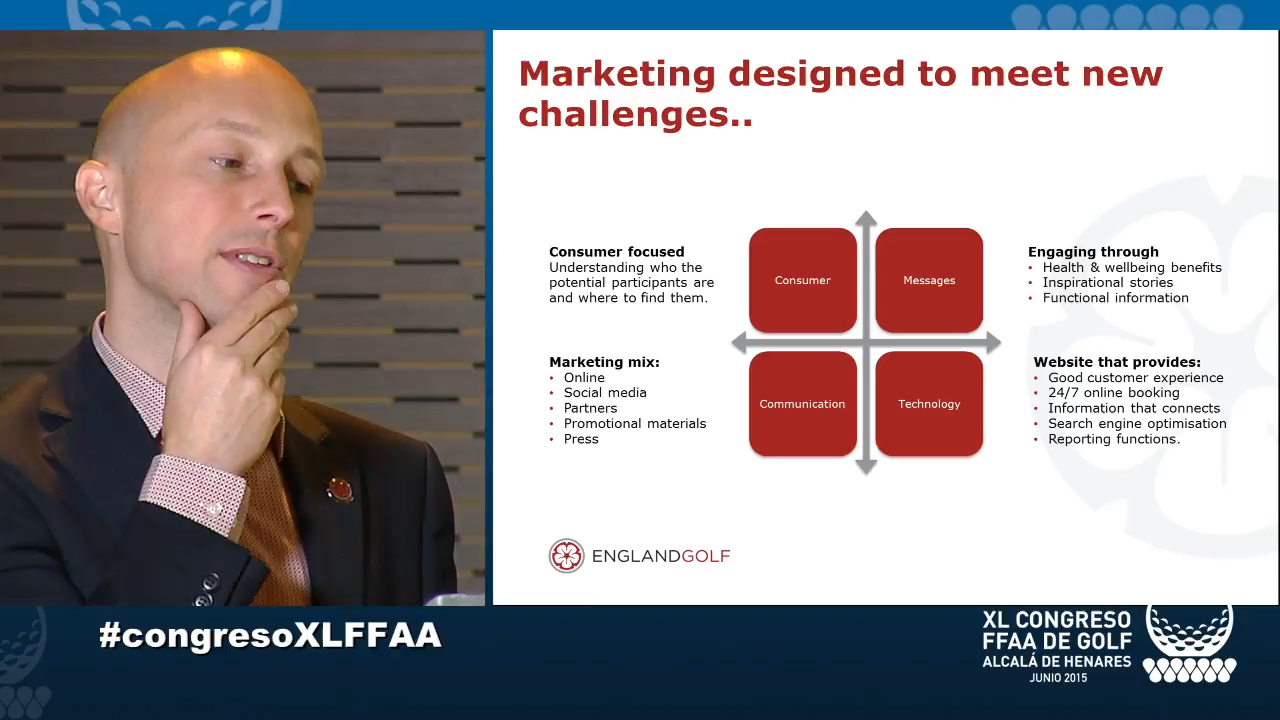 Marketing designed to meet new
challenges..
Consumer focused
Understanding who the
potential participants are
and where to find them.
Consumer
Messages
Engaging through
• Health & wellbeing benefits
• Inspirational stories
• Functional information
Marketing mix:
• Online
• Social media
• Partners
• Promotional materials
• Press
Communication
Technology
Website that provides:
• Good customer experience
• 24/7 online booking
• Information that connects
• Search engine optimisation
• Reporting functions.
ENGLANDGOLF
#congresoXLFFAA
XL CONGRESO
FFAA DE GOLF
ALCALÁ DE HENARES
JUNIO 2015